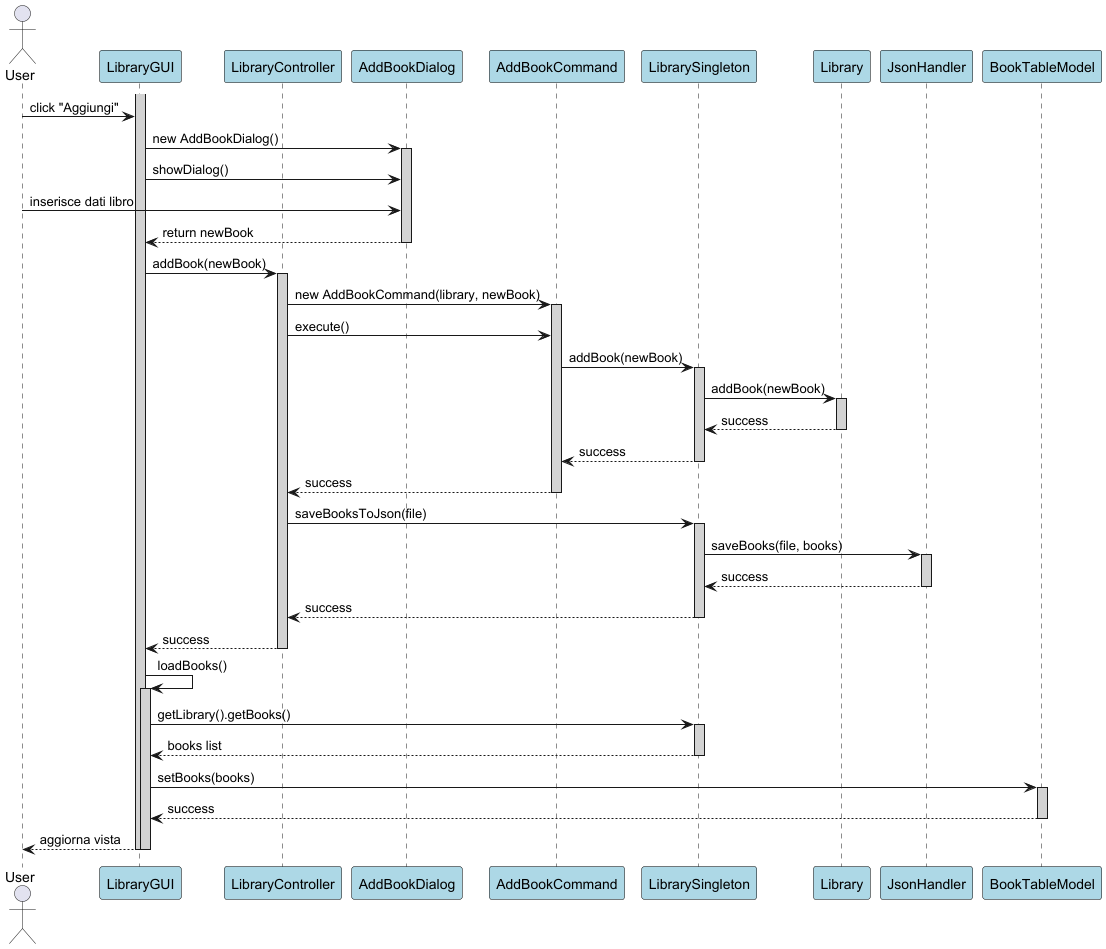 User
LibraryGUI
LibraryController
AddBookDialog
AddBookCommand
LibrarySingleton
Library
JsonHandler
BookTableModel
click "Aggiungi"
new AddBookDialog()
showDialog()
inserisce dati libro
return newBook
addBook(newBook)
new AddBookCommand(library, newBook)
execute()
addBook(newBook)
addBook(newBook)
success
success
success
saveBooksToJson(file)
saveBooks(file, books)
success
success
success
loadBooks()
getLibrary().getBooks()
books list
setBooks(books)
success
aggiorna vista
User
LibraryGUI
LibraryController
AddBookDialog
AddBookCommand
LibrarySingleton
Library
JsonHandler
BookTableModel